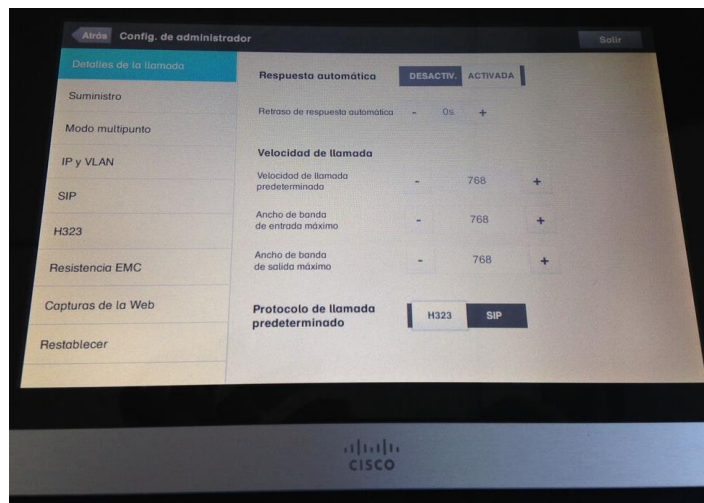 Atrás Config. de administrador
Salir
Detalles de la llamada
Suministro
Modo multipunto
IP y VLAN
SIP
H323
Resistencia EMC
Capturas de la Web
Restablecer
Respuesta automática DESACTIV. ACTIVADA
Retraso de respuesta automática - 0s +
Velocidad de llamada
Velocidad de llamada
predeterminada - 768 +
Ancho de banda
de entrada máximo - 768 +
Ancho de banda
de salida máximo - 768 +
Protocolo de llamada
predeterminado H323 SIP
CISCO